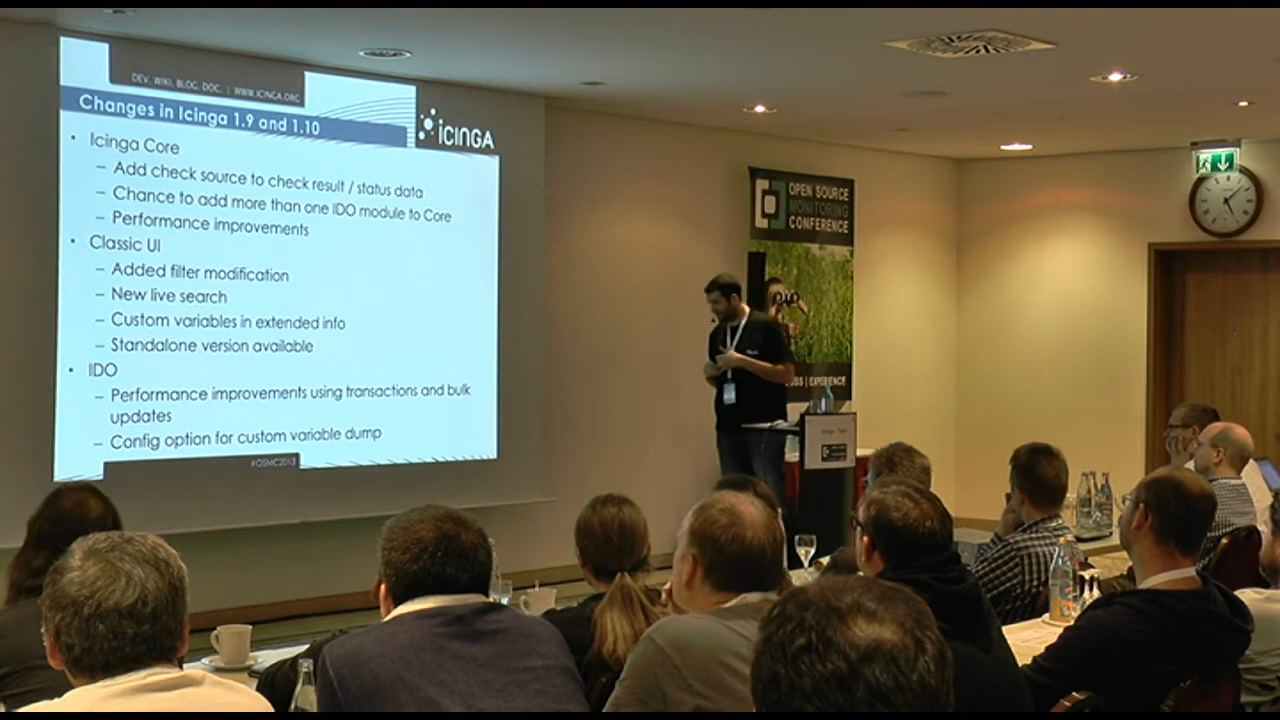 DEV. WIKI. BLOG. DOC. | WWW.ICINGA.ORG
Changes in Icinga 1.9 and 1.10
ICINGA
• Icinga Core
– Add check source to check result / status data
– Chance to add more than one IDO module to Core
– Performance improvements
• Classic UI
– Added filter modification
– New live search
– Custom variables in extended info
– Standalone version available
• IDO
– Performance improvements using transactions and bulk
updates
– Config option for custom variable dump
#OSMC2013
OPEN SOURCE
MONITORING
CONFERENCE
EXPERIENCE